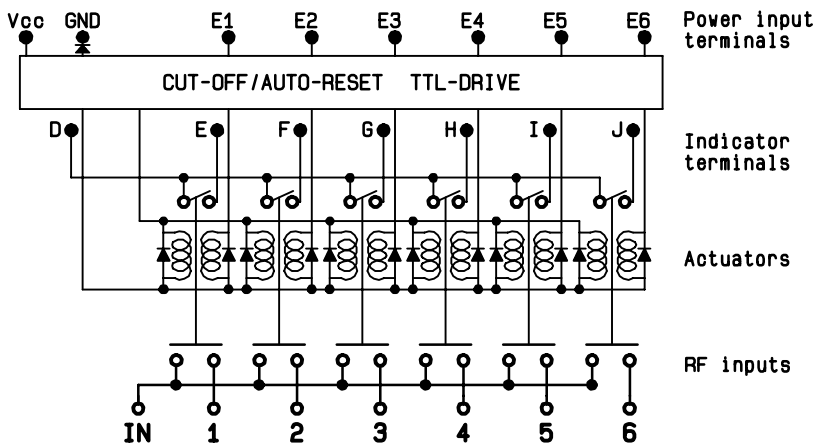 Vcc GND E1 E2 E3 E4 E5 E6 Power input
terminals
CUT-OFF/AUTO-RESET TTL-DRIVE
D E F G H I J Indicator
terminals
Actuators
RF inputs
IN 1 2 3 4 5 6